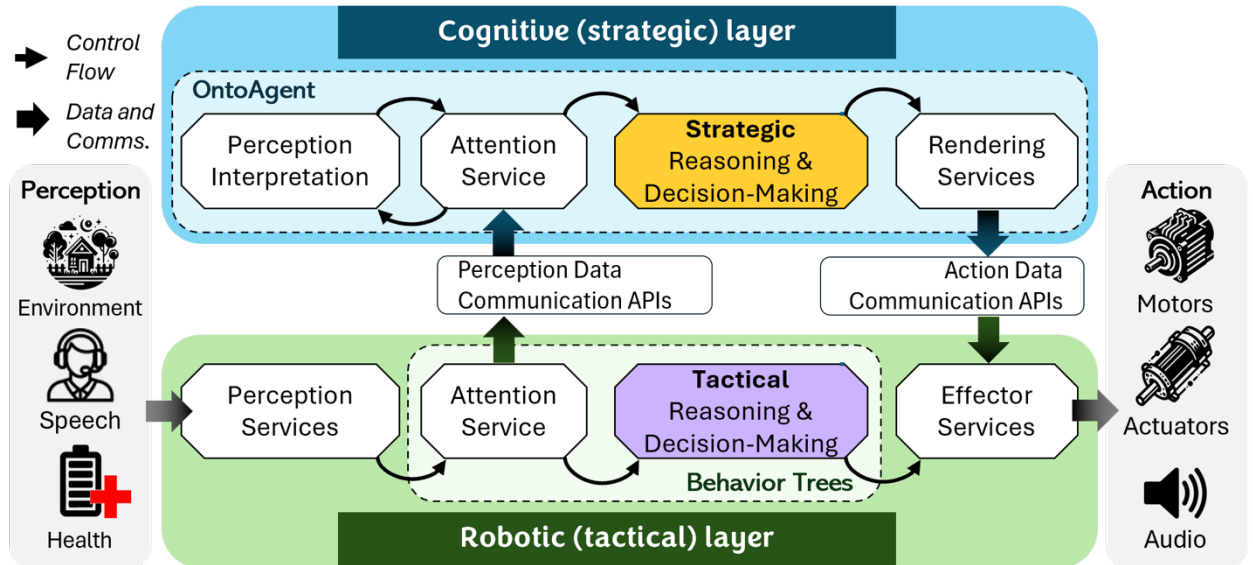 Cognitive (strategic) layer
Control
Flow
Data and
Comms.
OntoAgent
Perception
Interpretation
Attention
Service
Strategic
Reasoning &
Decision-Making
Rendering
Services
Perception
Environment
Speech
Health
Perception Data
Communication APIs
Action Data
Communication APIs
Action
Motors
Actuators
Audio
Perception
Services
Attention
Service
Tactical
Reasoning &
Decision-Making
Effector
Services
Behavior Trees
Robotic (tactical) layer